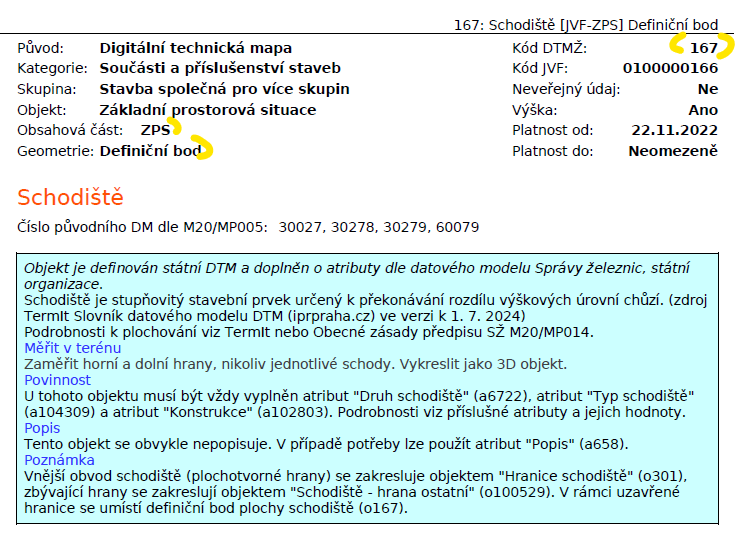 167: Schodiště [JVF-ZPS] Definiční bod
Původ: Digitální technická mapa Kód DTMŽ: 167
Kategorie: Součásti a příslušenství staveb Kód JVF: 0100000166
Skupina: Stavba společná pro více skupin Neveřejný údaj: Ne
Objekt: Základní prostorová situace Výška: Ano
Obsahová část: ZPS Platnost od: 22.11.2022
Geometrie: Definiční bod Platnost do: Neomezeně
Schodiště
Číslo původního DM dle M20/MP005: 30027, 30278, 30279, 60079
Objekt je definován státní DTM a doplněn o atributy dle datového modelu Správy železnic, státní
organizace.
Schodiště je stupňovitý stavební prvek určený k překonávání rozdílu výškových úrovní chůzí. (zdroj
TermIt Slovník datového modelu DTM (iprpraha.cz) ve verzi k 1. 7. 2024)
Podrobnosti k plochování viz TermIt nebo Obecné zásady předpisu SŽ M20/MP014.
Měřit v terénu
Zaměřit horní a dolní hrany, nikoliv jednotlivé schody. Vykreslit jako 3D objekt.
Povinnost
U tohoto objektu musí být vždy vyplněn atribut "Druh schodiště" (a6722), atribut "Typ schodiště"
(a104309) a atribut "Konstrukce" (a102803). Podrobnosti viz příslušné atributy a jejich hodnoty.
Popis
Tento objekt se obvykle nepopisuje. V případě potřeby lze použít atribut "Popis" (a658).
Poznámka
Vnější obvod schodiště (plochotvorné hrany) se zakresluje objektem "Hranice schodiště" (o301),
zbývající hrany se zakreslují objektem "Schodiště - hrana ostatní" (o100529). V rámci uzavřené
hranice se umístí definiční bod plochy schodiště (o167).